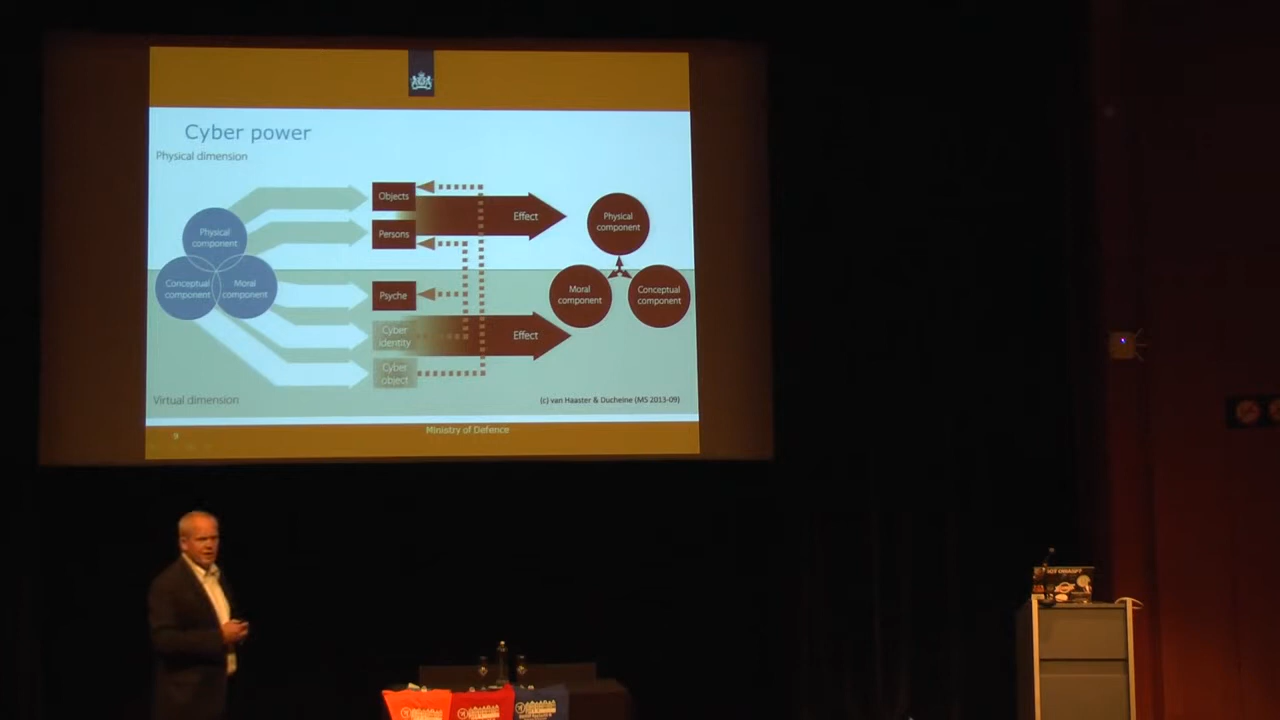 Cyber power
Physical dimension
Objects
Effect
Persons
Physical
component
Conceptual
component
Moral
component
Psyche
Cyber
identity
Effect
Cyber
object
Physical
component
Moral
component
Conceptual
component
Virtual dimension
(c) van Haaster & Ducheine (MS 2013-09)
9
Ministry of Defence